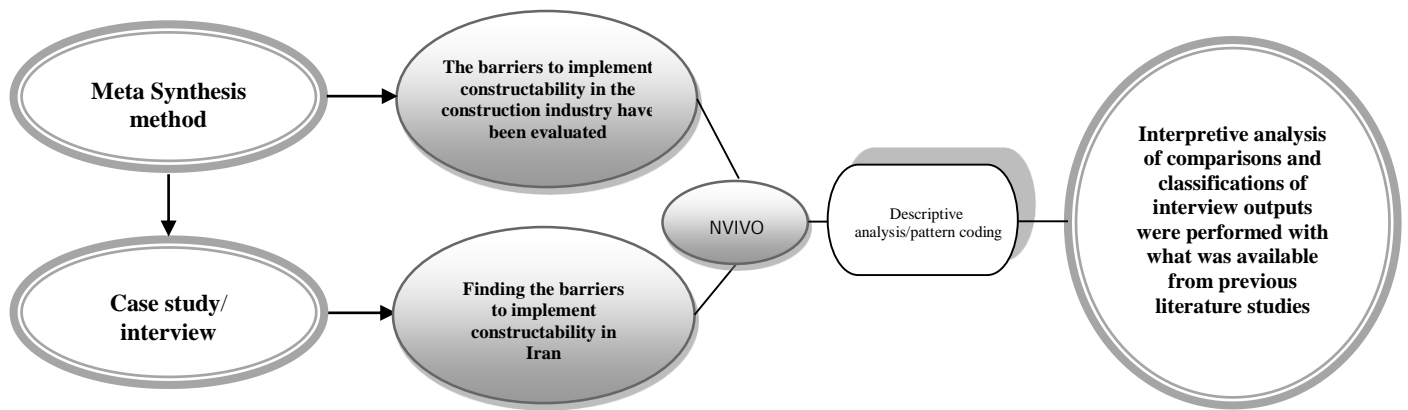 Meta Synthesis
method
The barriers to implement
constructability in the
construction industry have
been evaluated
Case study/
interview
Finding the barriers
to implement
constructability in
Iran
NVIVO
Descriptive
analysis/pattern coding
Interpretive analysis
of comparisons and
classifications of
interview outputs
were performed with
what was available
from previous
literature studies